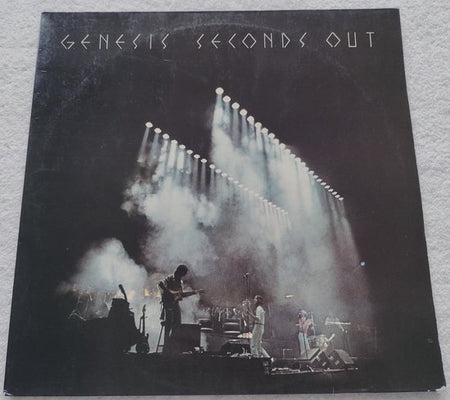 GENESIS SECONDS OUT